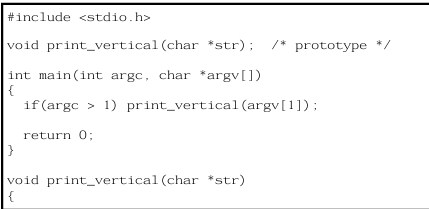 #include <stdio.h>
void print_vertical(char *str);  /* prototype */
int main(int argc, char *argv[])
{
  if(argc > 1) print_vertical(argv[1]);
  return 0;
}
void print_vertical(char *str)
{